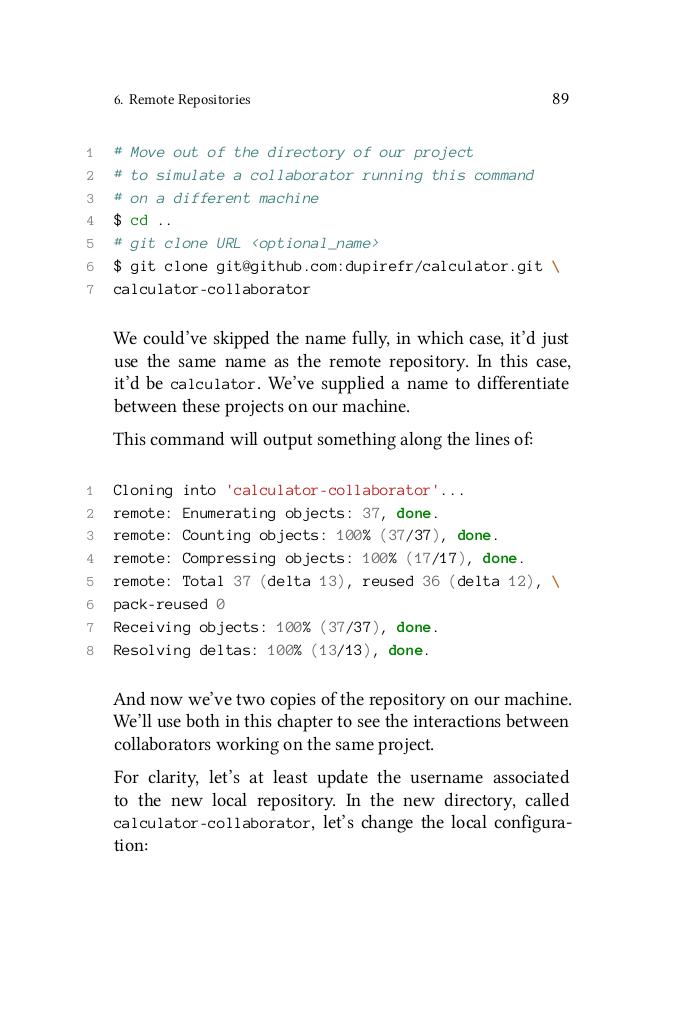 6. Remote Repositories 89
1 # Move out of the directory of our project
2 # to simulate a collaborator running this command
3 # on a different machine
4 $ cd ..
5 # git clone URL <optional_name>
6 $ git clone git@github.com:dupirefr/calculator.git \
7 calculator-collaborator
We could’ve skipped the name fully, in which case, it’d just
use the same name as the remote repository. In this case,
it’d be calculator. We’ve supplied a name to differentiate
between these projects on our machine.
This command will output something along the lines of:
1 Cloning into 'calculator-collaborator'...
2 remote: Enumerating objects: 37, done.
3 remote: Counting objects: 100% (37/37), done.
4 remote: Compressing objects: 100% (17/17), done.
5 remote: Total 37 (delta 13), reused 36 (delta 12), \
6 pack-reused 0
7 Receiving objects: 100% (37/37), done.
8 Resolving deltas: 100% (13/13), done.
And now we’ve two copies of the repository on our machine.
We’ll use both in this chapter to see the interactions between
collaborators working on the same project.
For clarity, let’s at least update the username associated
to the new local repository. In the new directory, called
calculator-collaborator, let’s change the local configura-
tion: